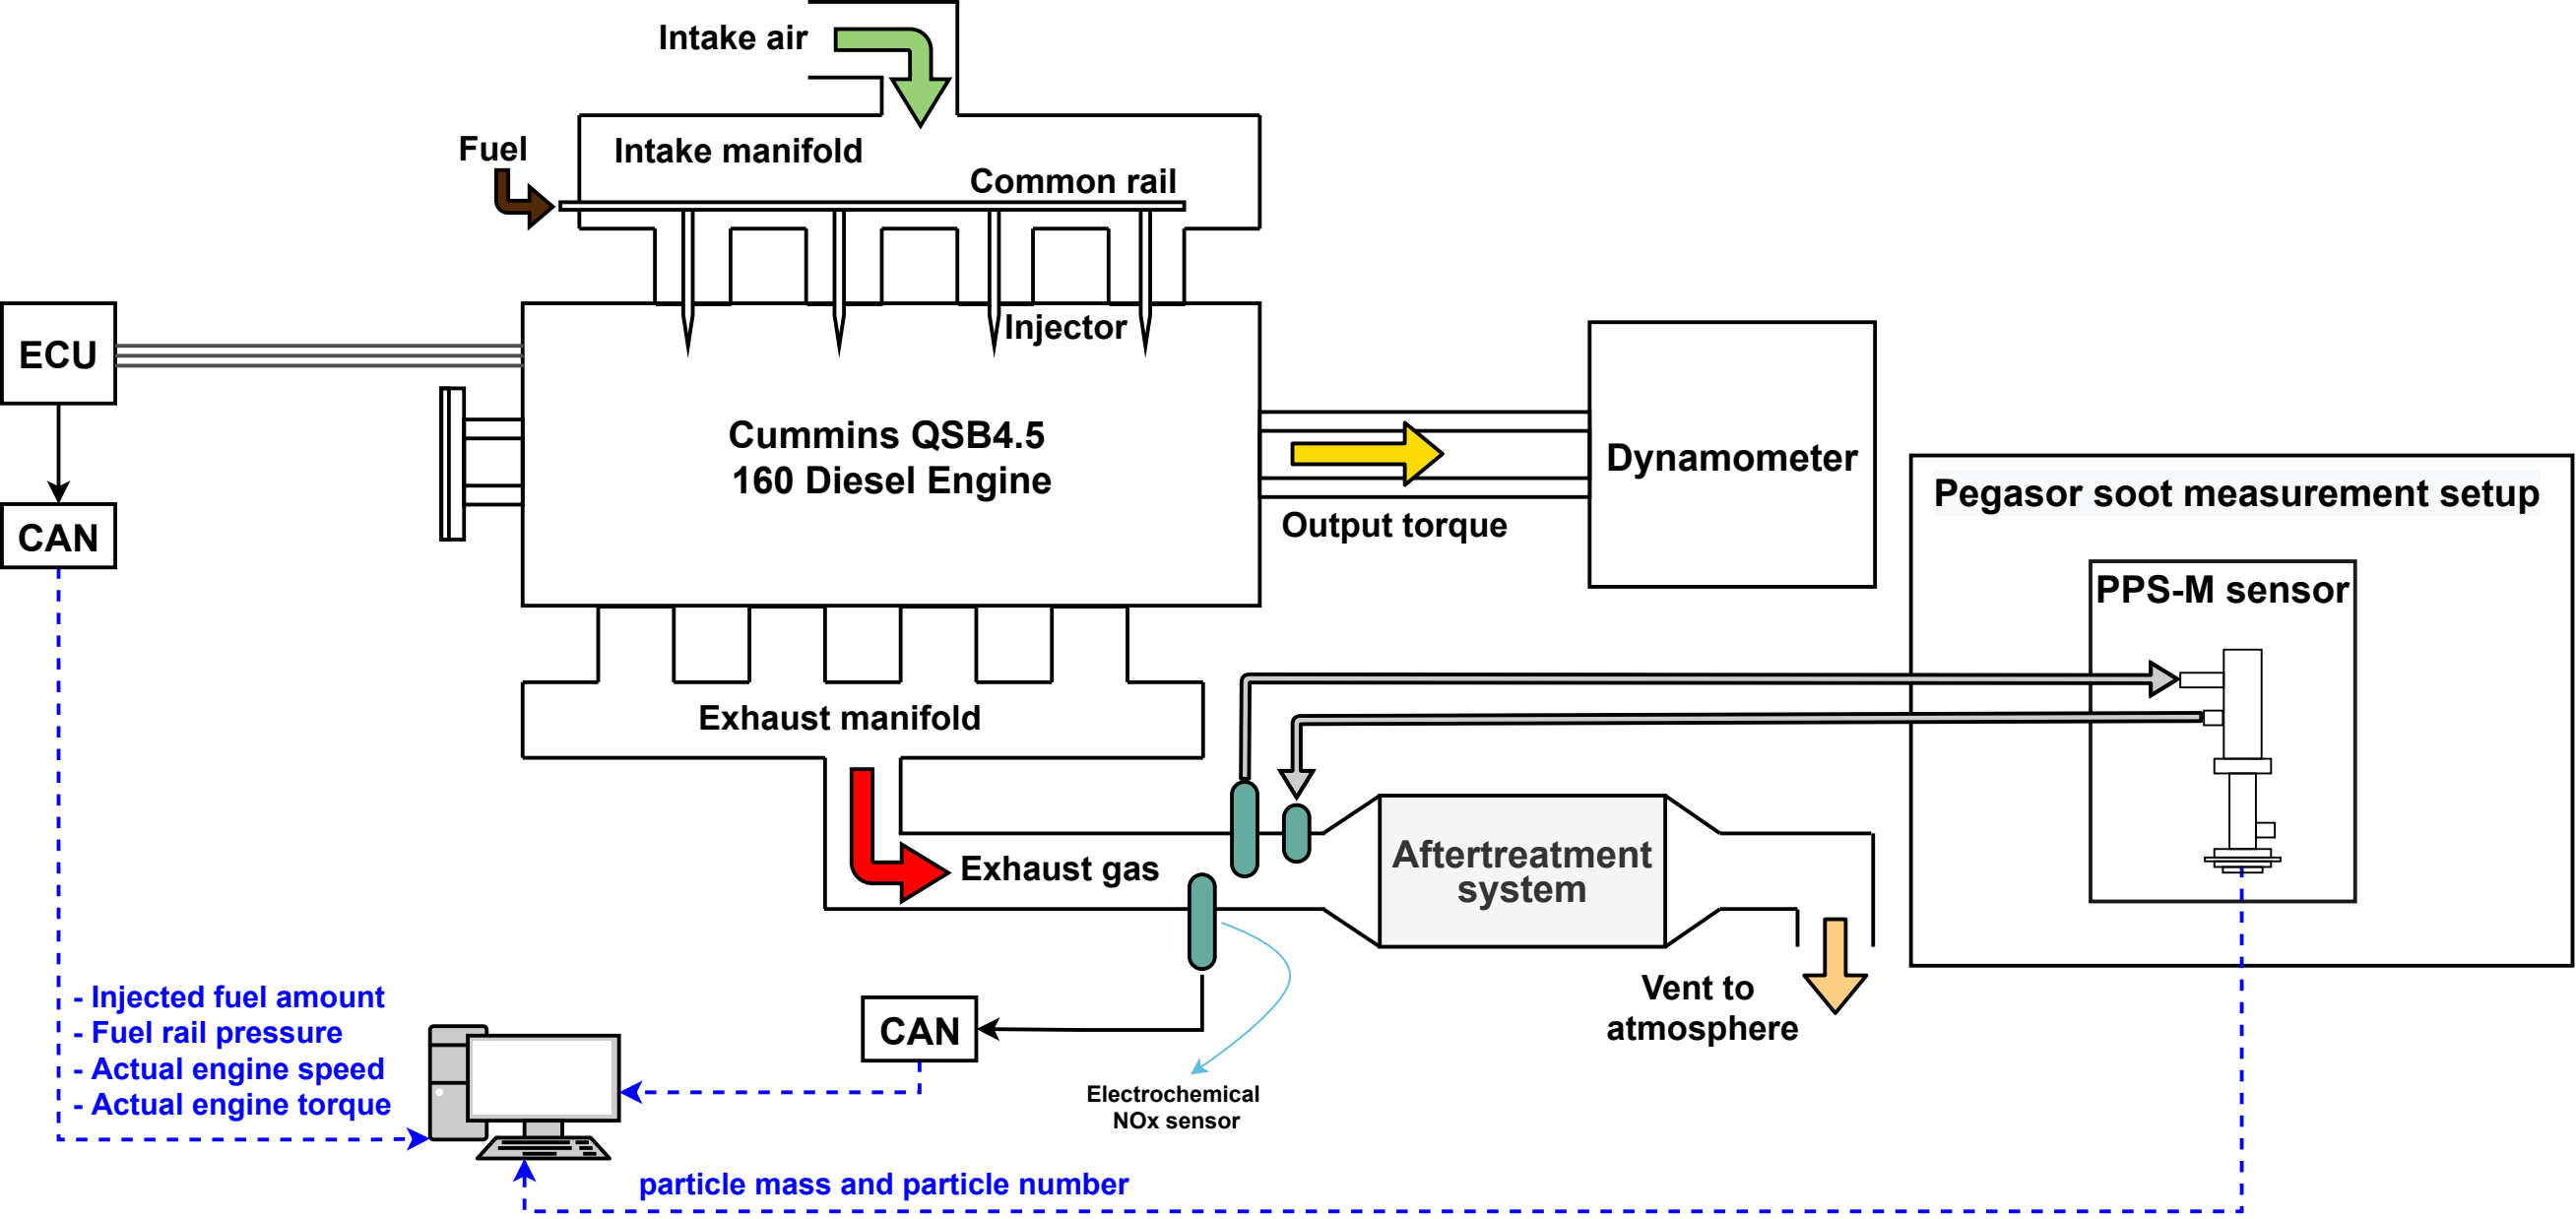 Intake air
Fuel
Intake manifold
Common rail
Injector
ECU
CAN
Cummins QSB4.5
160 Diesel Engine
Output torque
Dynamometer
Pegasor soot measurement setup
PPS-M sensor
Exhaust manifold
Exhaust gas
Aftertreatment
system
Vent to
atmosphere
- Injected fuel amount
- Fuel rail pressure
- Actual engine speed
- Actual engine torque
CAN
Electrochemical
NOx sensor
particle mass and particle number